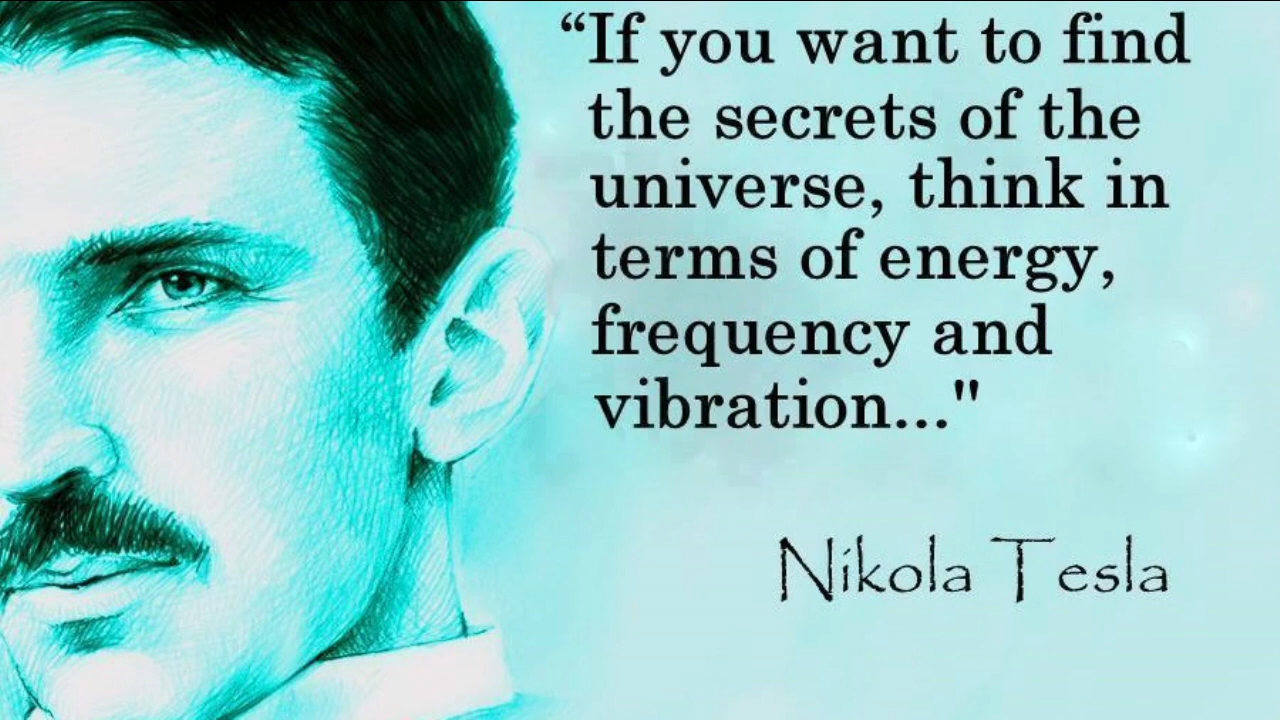 “If you want to find
the secrets of the
universe, think in
terms of energy,
frequency and
vibration..."
Nikola Tesla